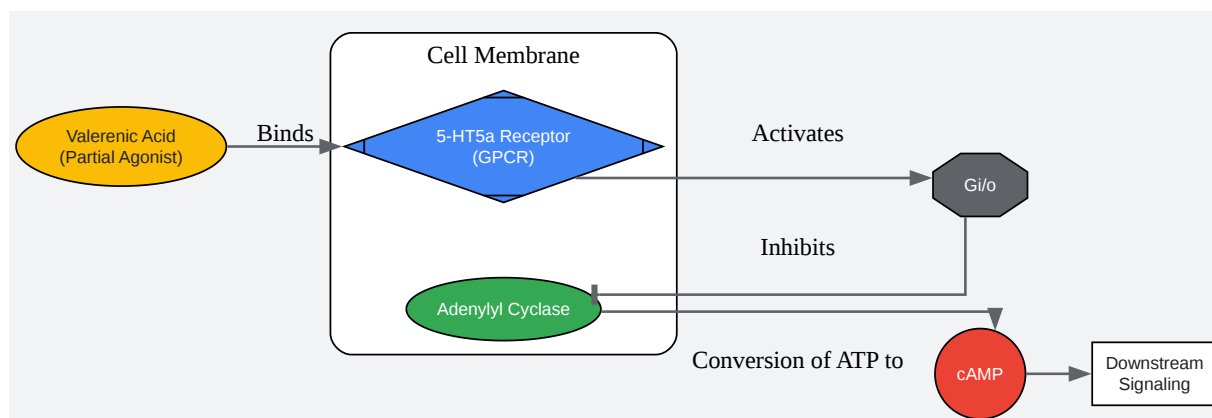 Cell Membrane
Valerenic Acid
(Partial Agonist)
Binds
5-HT5a Receptor
(GPCR)
Activates
Gi/o
Inhibits
Adenylyl Cyclase
Conversion of ATP to
cAMP
Downstream
Signaling